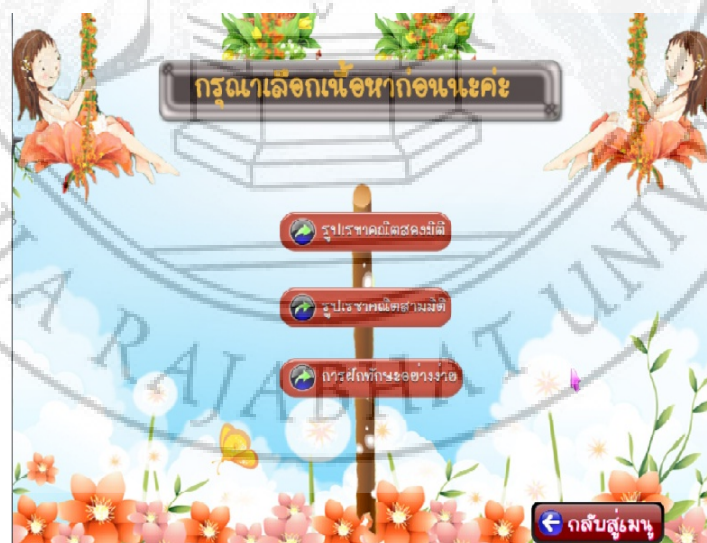 กรุณาเลือกเนื้อหาก่อนนะค่ะ
รูปเรขาคณิตสองมิติ
รูปเรขาคณิตสามมิติ
การฝึกทักษะอย่างง่าย
กลับสู่เมนู
A RAJABHAT UNIV